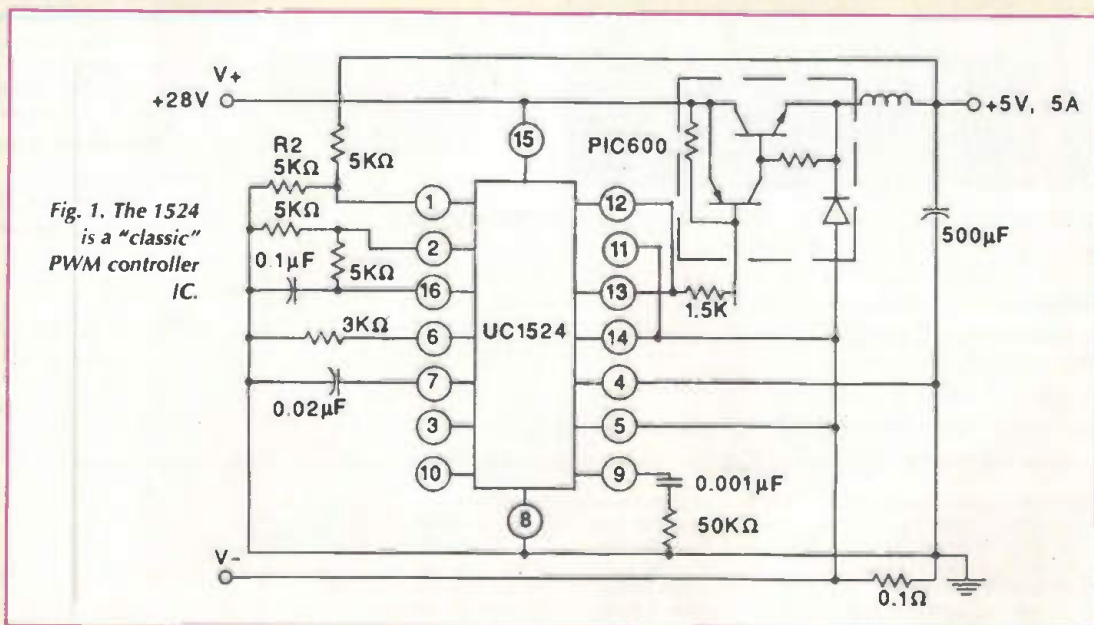 V+
+28V
R2
5KΩ
5KΩ
5KΩ
0.1µF
5KΩ
3KΩ
0.02µF
V-
Fig. 1. The 1524
is a "classic"
PWM controller
IC.
15
1
2
16
6
7
3
10
8
UC1524
12
11
13
14
4
5
9
PIC600
1.5K
+5V, 5A
500µF
0.001µF
50KΩ
0.1Ω